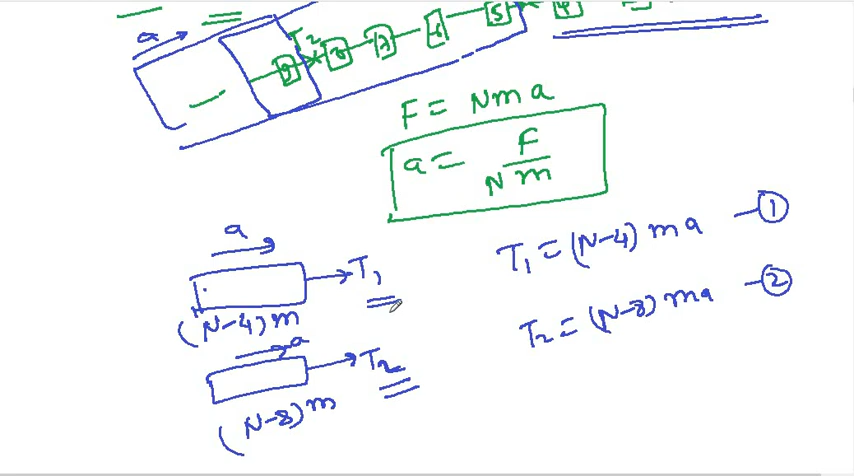 a
T2
9 8 7 6 5 4
F = Nma
a = F / Nm
a
T1
(N-4)m
T1 = (N-4) ma — ①
a
T2
(N-8)m
T2 = (N-8) ma — ②